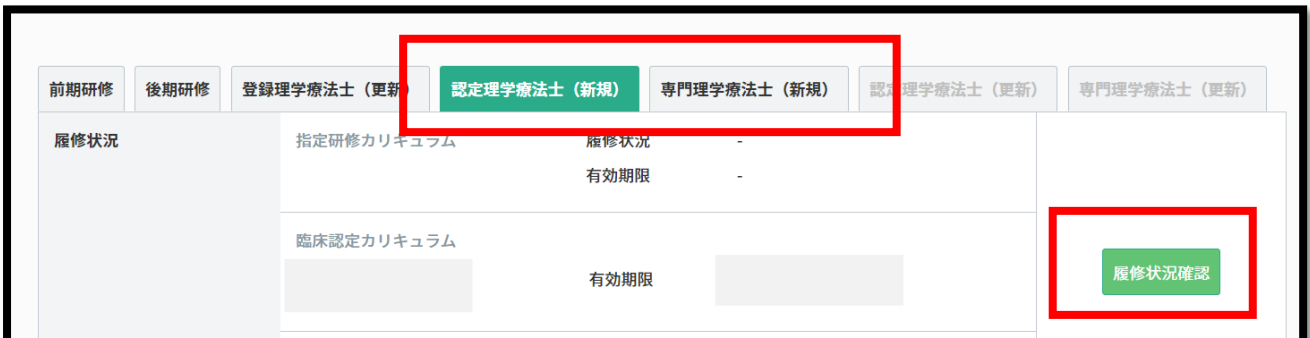 前期研修 後期研修 登録理学療法士（更新） 認定理学療法士（新規） 専門理学療法士（新規） 認定理学療法士（更新） 専門理学療法士（更新）
履修状況 指定研修カリキュラム 履修状況 -
有効期限 -
臨床認定カリキュラム
有効期限
履修状況確認